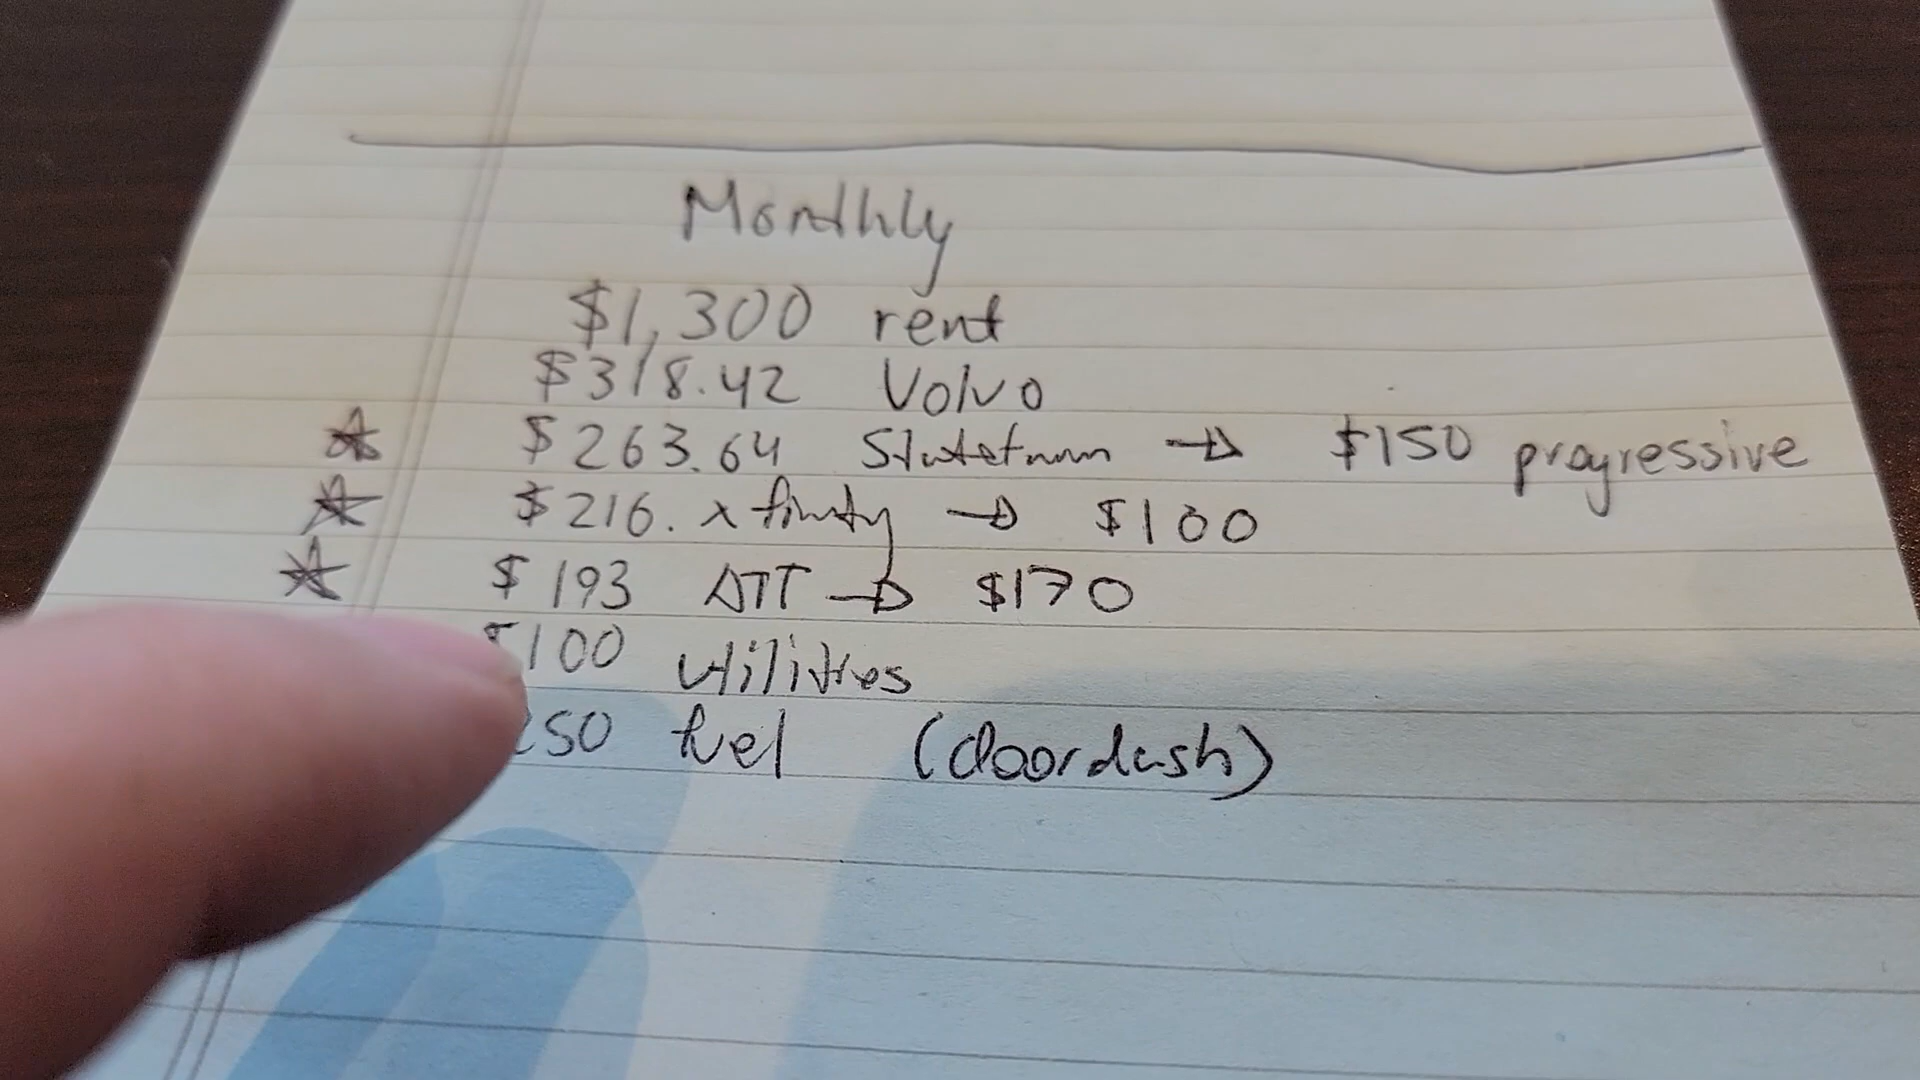 Monthly
$1,300 rent
$318.42 Volvo
$263.64 Statefarm → $150 progressive
$216. xfinity → $100
$193 ATT → $170
$100 utilities
250 fuel (doordash)